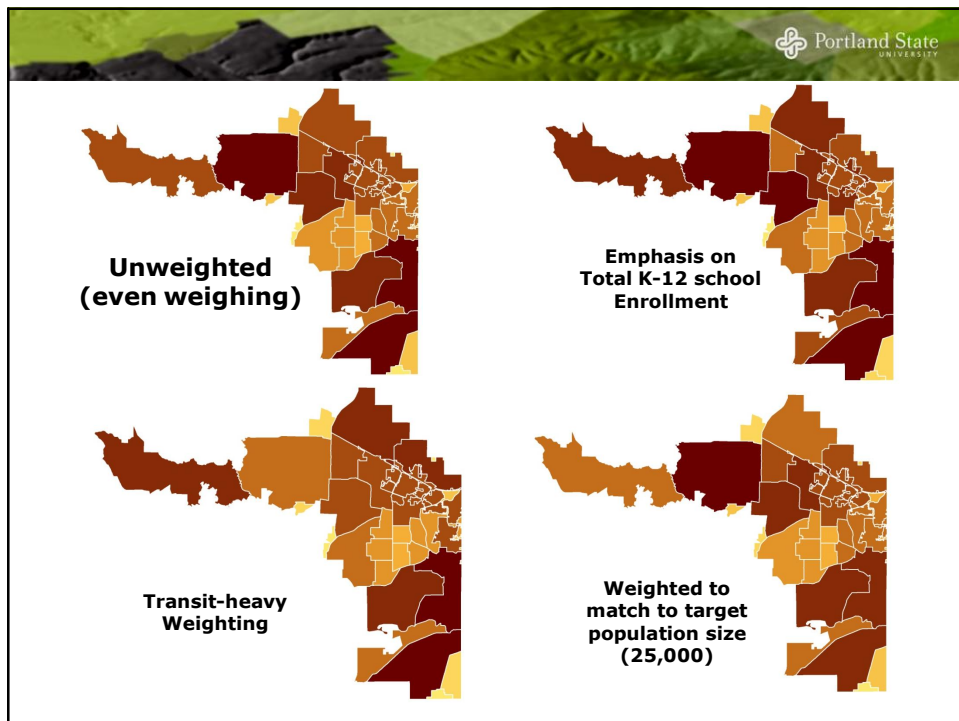 Portland State
UNIVERSITY
Unweighted
(even weighing)
Emphasis on
Total K-12 school
Enrollment
Transit-heavy
Weighting
Weighted to
match to target
population size
(25,000)